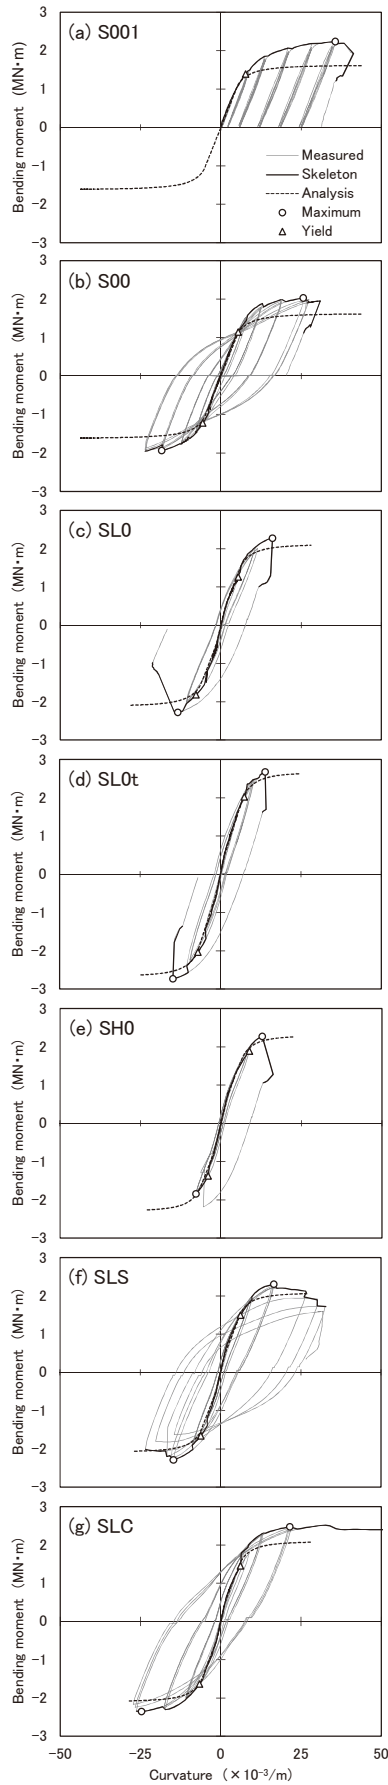 3
(a) S001
2
1
0
-1
-2
-3
Bending moment (MN・m)
Measured
Skeleton
Analysis
Maximum
Yield
3
(b) S00
2
1
0
-1
-2
-3
Bending moment (MN・m)
3
(c) SL0
2
1
0
-1
-2
-3
Bending moment (MN・m)
3
(d) SL0t
2
1
0
-1
-2
-3
Bending moment (MN・m)
3
(e) SH0
2
1
0
-1
-2
-3
Bending moment (MN・m)
3
(f) SLS
2
1
0
-1
-2
-3
Bending moment (MN・m)
3
(g) SLC
2
1
0
-1
-2
-3
Bending moment (MN・m)
-50 -25 0 25 50
Curvature (×10⁻³/m)